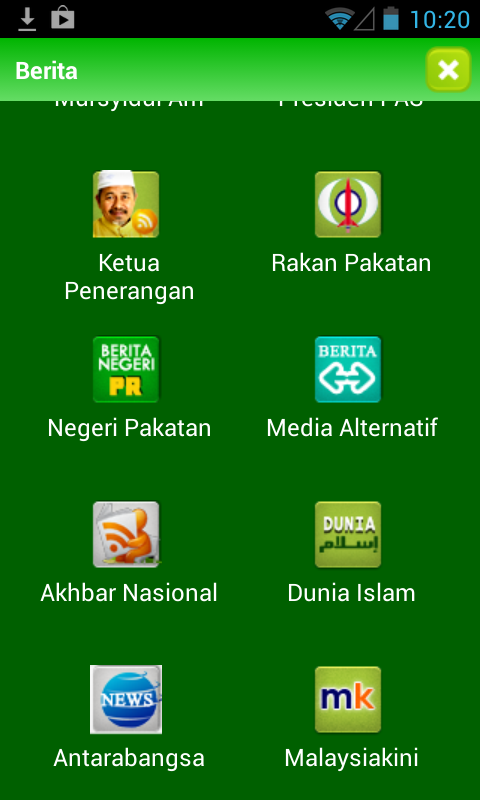 10:20
Berita
Mursyidul Am
Presiden PAS
Ketua
Penerangan
Rakan Pakatan
BERITA
NEGERI
PR
BERITA
Negeri Pakatan
Media Alternatif
DUNIA
إسلام
Akhbar Nasional
Dunia Islam
NEWS
mk
Antarabangsa
Malaysiakini